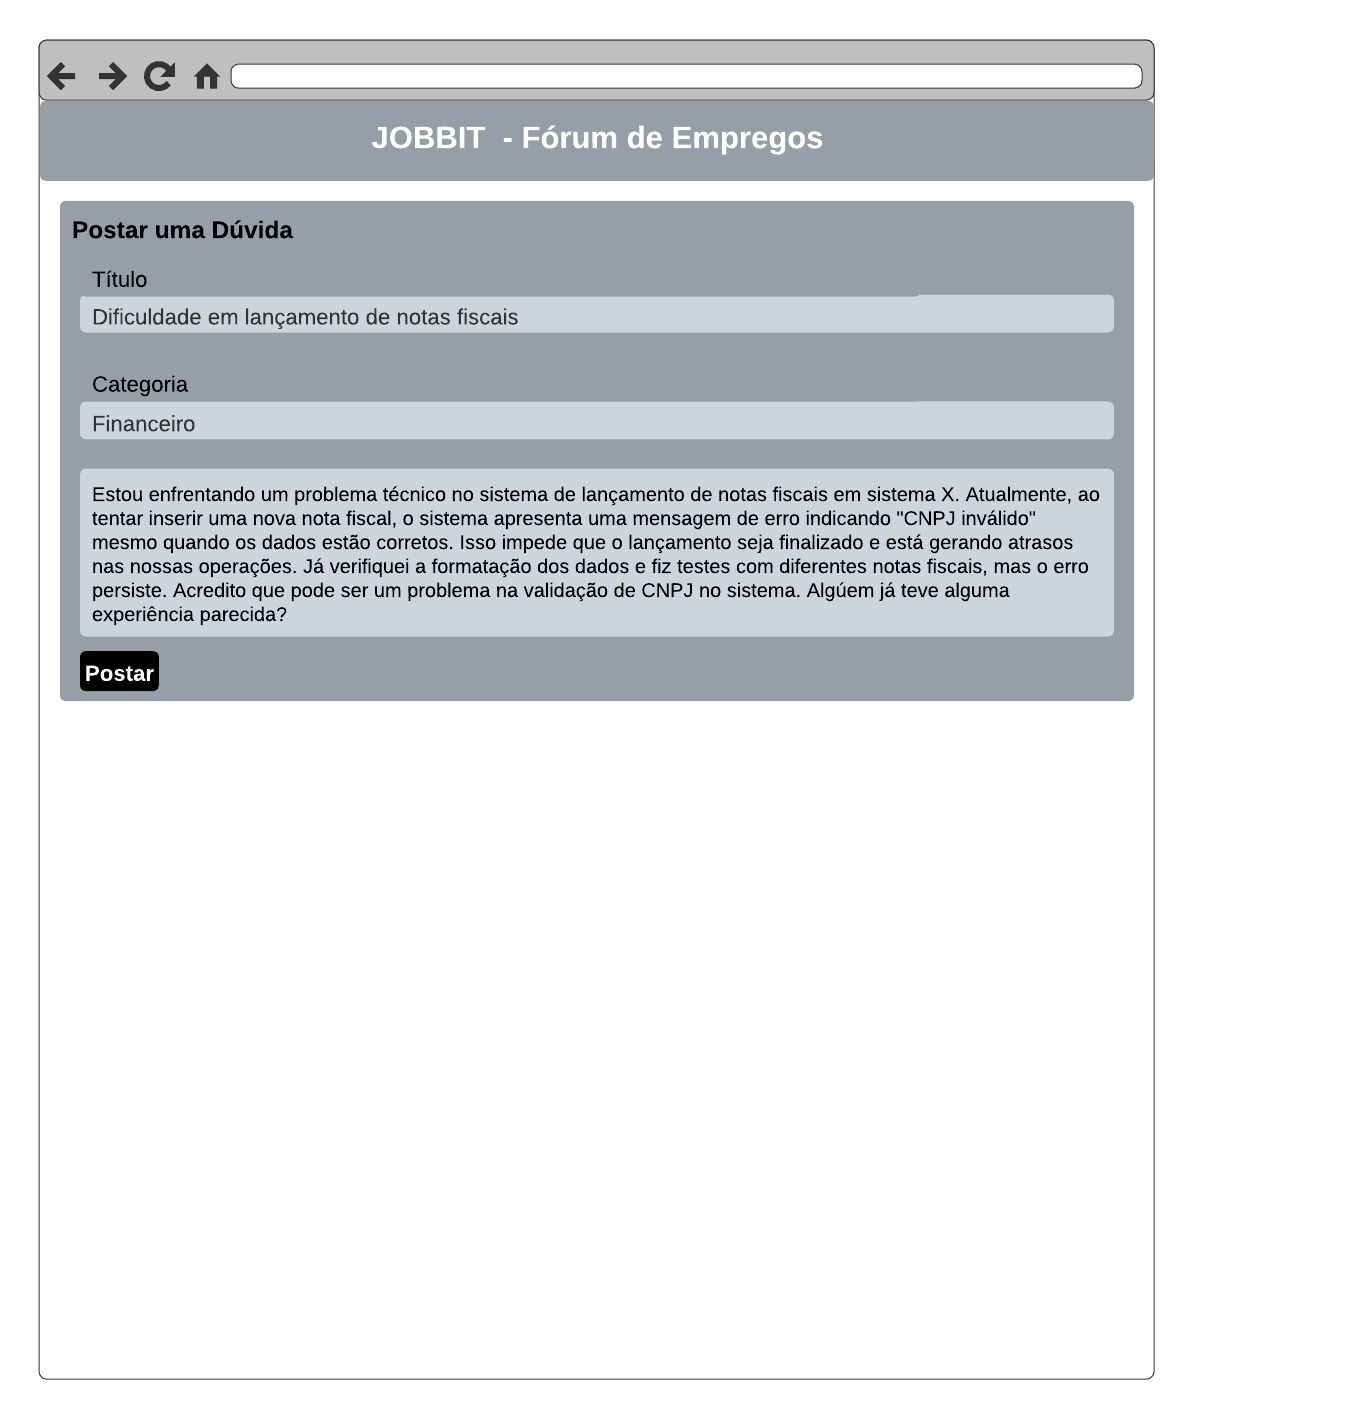 JOBBIT  - Fórum de Empregos
Postar uma Dúvida
Título
Dificuldade em lançamento de notas fiscais
Categoria
Financeiro
Estou enfrentando um problema técnico no sistema de lançamento de notas fiscais em sistema X. Atualmente, ao
tentar inserir uma nova nota fiscal, o sistema apresenta uma mensagem de erro indicando "CNPJ inválido"
mesmo quando os dados estão corretos. Isso impede que o lançamento seja finalizado e está gerando atrasos
nas nossas operações. Já verifiquei a formatação dos dados e fiz testes com diferentes notas fiscais, mas o erro
persiste. Acredito que pode ser um problema na validação de CNPJ no sistema. Algúem já teve alguma
experiência parecida?
Postar